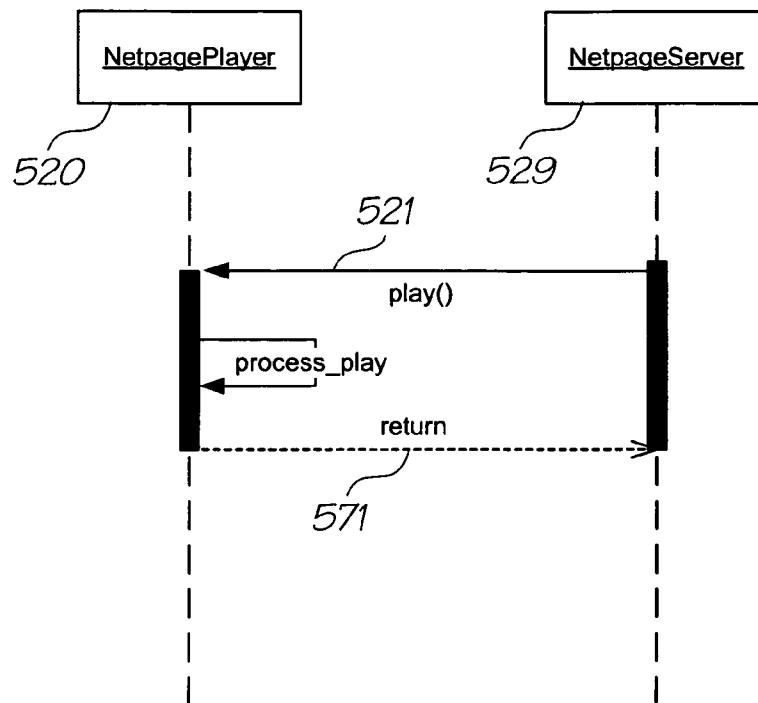 NetpagePlayer
NetpageServer
520
529
521
play()
process_play
return
571